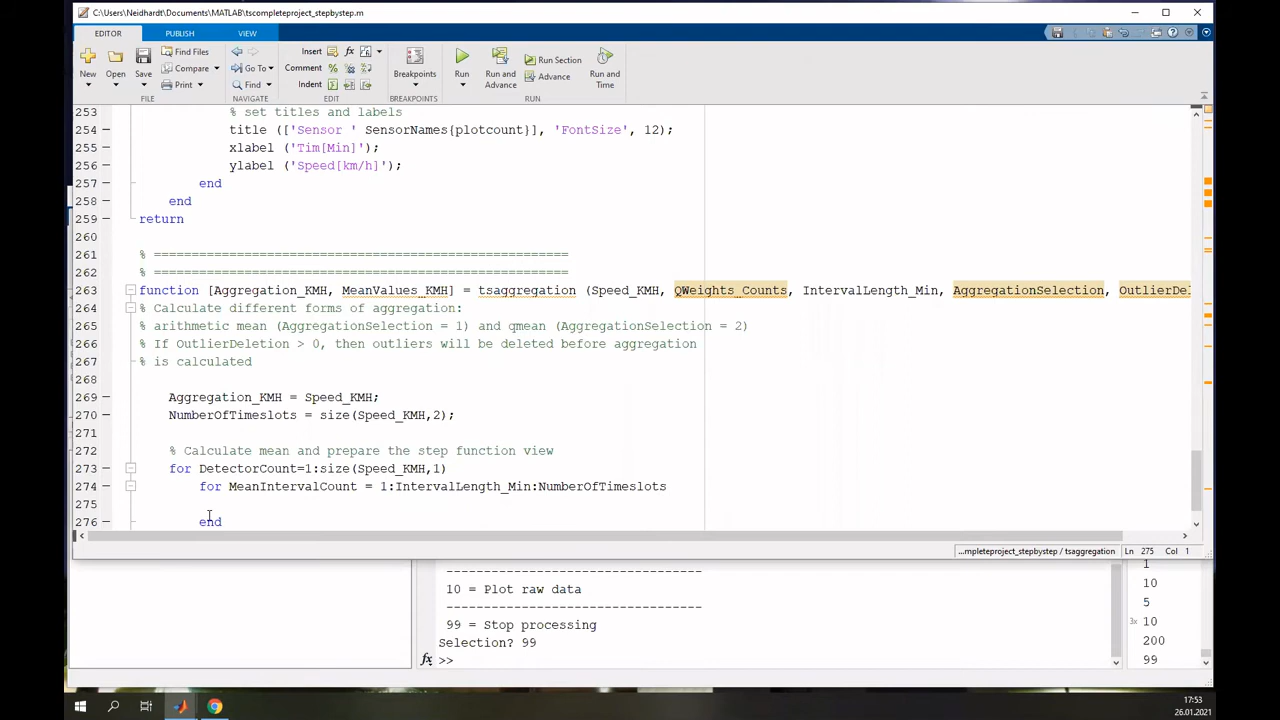 C:\Users\Neidhardt\Documents\MATLAB\tscompleteproject_stepbystep.m
EDITOR PUBLISH VIEW
New Open Save Find Files Compare Print
Go To Find
Insert fx
Comment
Indent
Breakpoints
Run Run and Advance Run Section Advance Run and Time
FILE NAVIGATE EDIT BREAKPOINTS RUN
253 % set titles and labels
254 title (['Sensor ' SensorNames{plotcount}], 'FontSize', 12);
255 xlabel ('Tim[Min]');
256 ylabel ('Speed[km/h]');
257 end
258 end
259 return
260
261 % =======================================================
262 % =======================================================
263 function [Aggregation_KMH, MeanValues_KMH] = tsaggregation (Speed_KMH, QWeights_Counts, IntervalLength_Min, AggregationSelection, OutlierDel
264 % Calculate different forms of aggregation:
265 % arithmetic mean (AggregationSelection = 1) and qmean (AggregationSelection = 2)
266 % If OutlierDeletion > 0, then outliers will be deleted before aggregation
267 % is calculated
268
269 Aggregation_KMH = Speed_KMH;
270 NumberOfTimeslots = size(Speed_KMH,2);
271
272 % Calculate mean and prepare the step function view
273 for DetectorCount=1:size(Speed_KMH,1)
274 for MeanIntervalCount = 1:IntervalLength_Min:NumberOfTimeslots
275
276 end
...mpleteproject_stepbystep / tsaggregation Ln 275 Col 1
---------------------------------
10 = Plot raw data
---------------------------------
99 = Stop processing
Selection? 99
fx >>
1
10
5
3x 10
200
99
17:53
26.01.2021